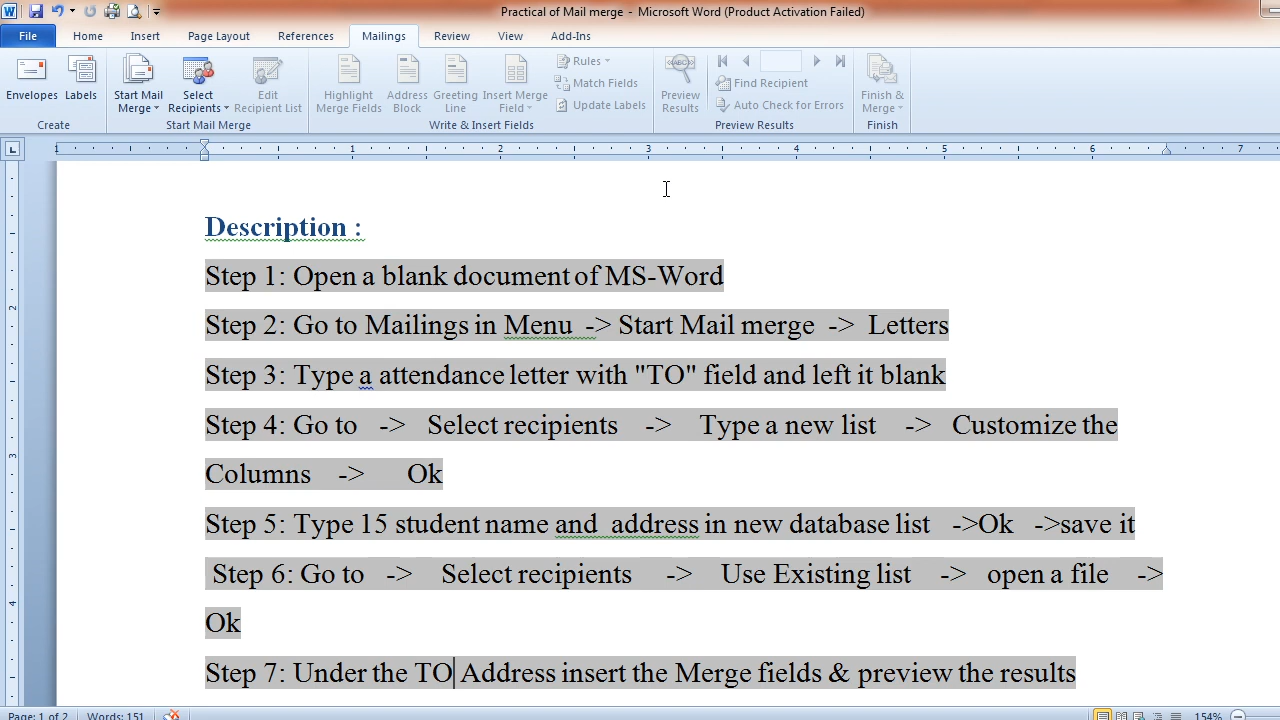 Practical of Mail merge - Microsoft Word (Product Activation Failed)
File Home Insert Page Layout References Mailings Review View Add-Ins
Envelopes Labels Start Mail Merge Select Recipients Edit Recipient List Highlight Merge Fields Address Block Greeting Line Insert Merge Field Rules Match Fields Update Labels Preview Results Find Recipient Auto Check for Errors Finish & Merge
Create Start Mail Merge Write & Insert Fields Preview Results Finish
1 1 2 3 4 5 6 7
Description :
Step 1: Open a blank document of MS-Word
Step 2: Go to Mailings in Menu -> Start Mail merge -> Letters
Step 3: Type a attendance letter with "TO" field and left it blank
Step 4: Go to -> Select recipients -> Type a new list -> Customize the
Columns -> Ok
Step 5: Type 15 student name and address in new database list ->Ok ->save it
Step 6: Go to -> Select recipients -> Use Existing list -> open a file ->
Ok
Step 7: Under the TO Address insert the Merge fields & preview the results
Page: 1 of 2 Words: 151 154%